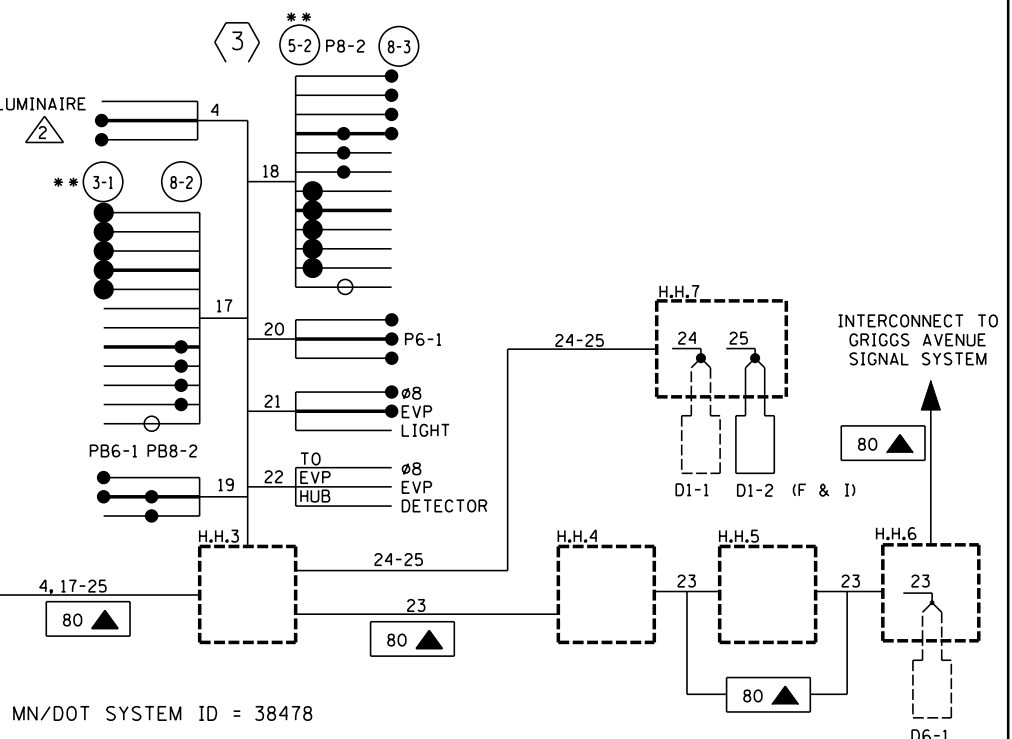 **
3
5-2 P8-2 8-3
LUMINAIRE
2
4
** 3-1 8-2
18
17
20
P6-1
21
ø8
EVP
LIGHT
PB6-1 PB8-2
19
22
TO
EVP
HUB
ø8
EVP
DETECTOR
H.H.3
4, 17-25
80
24-25
23
80
24-25
H.H.7
24 25
D1-1 D1-2 (F & I)
INTERCONNECT TO
GRIGGS AVENUE
SIGNAL SYSTEM
80
H.H.4
23
H.H.5
23
80
H.H.6
23
D6-1
MN/DOT SYSTEM ID = 38478